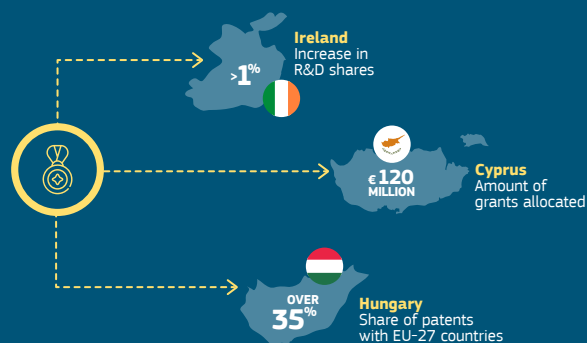 Ireland
Increase in
R&D shares
>1%
Cyprus
Amount of
grants allocated
€ 120
MILLION
Hungary
Share of patents
with EU-27 countries
OVER
35%